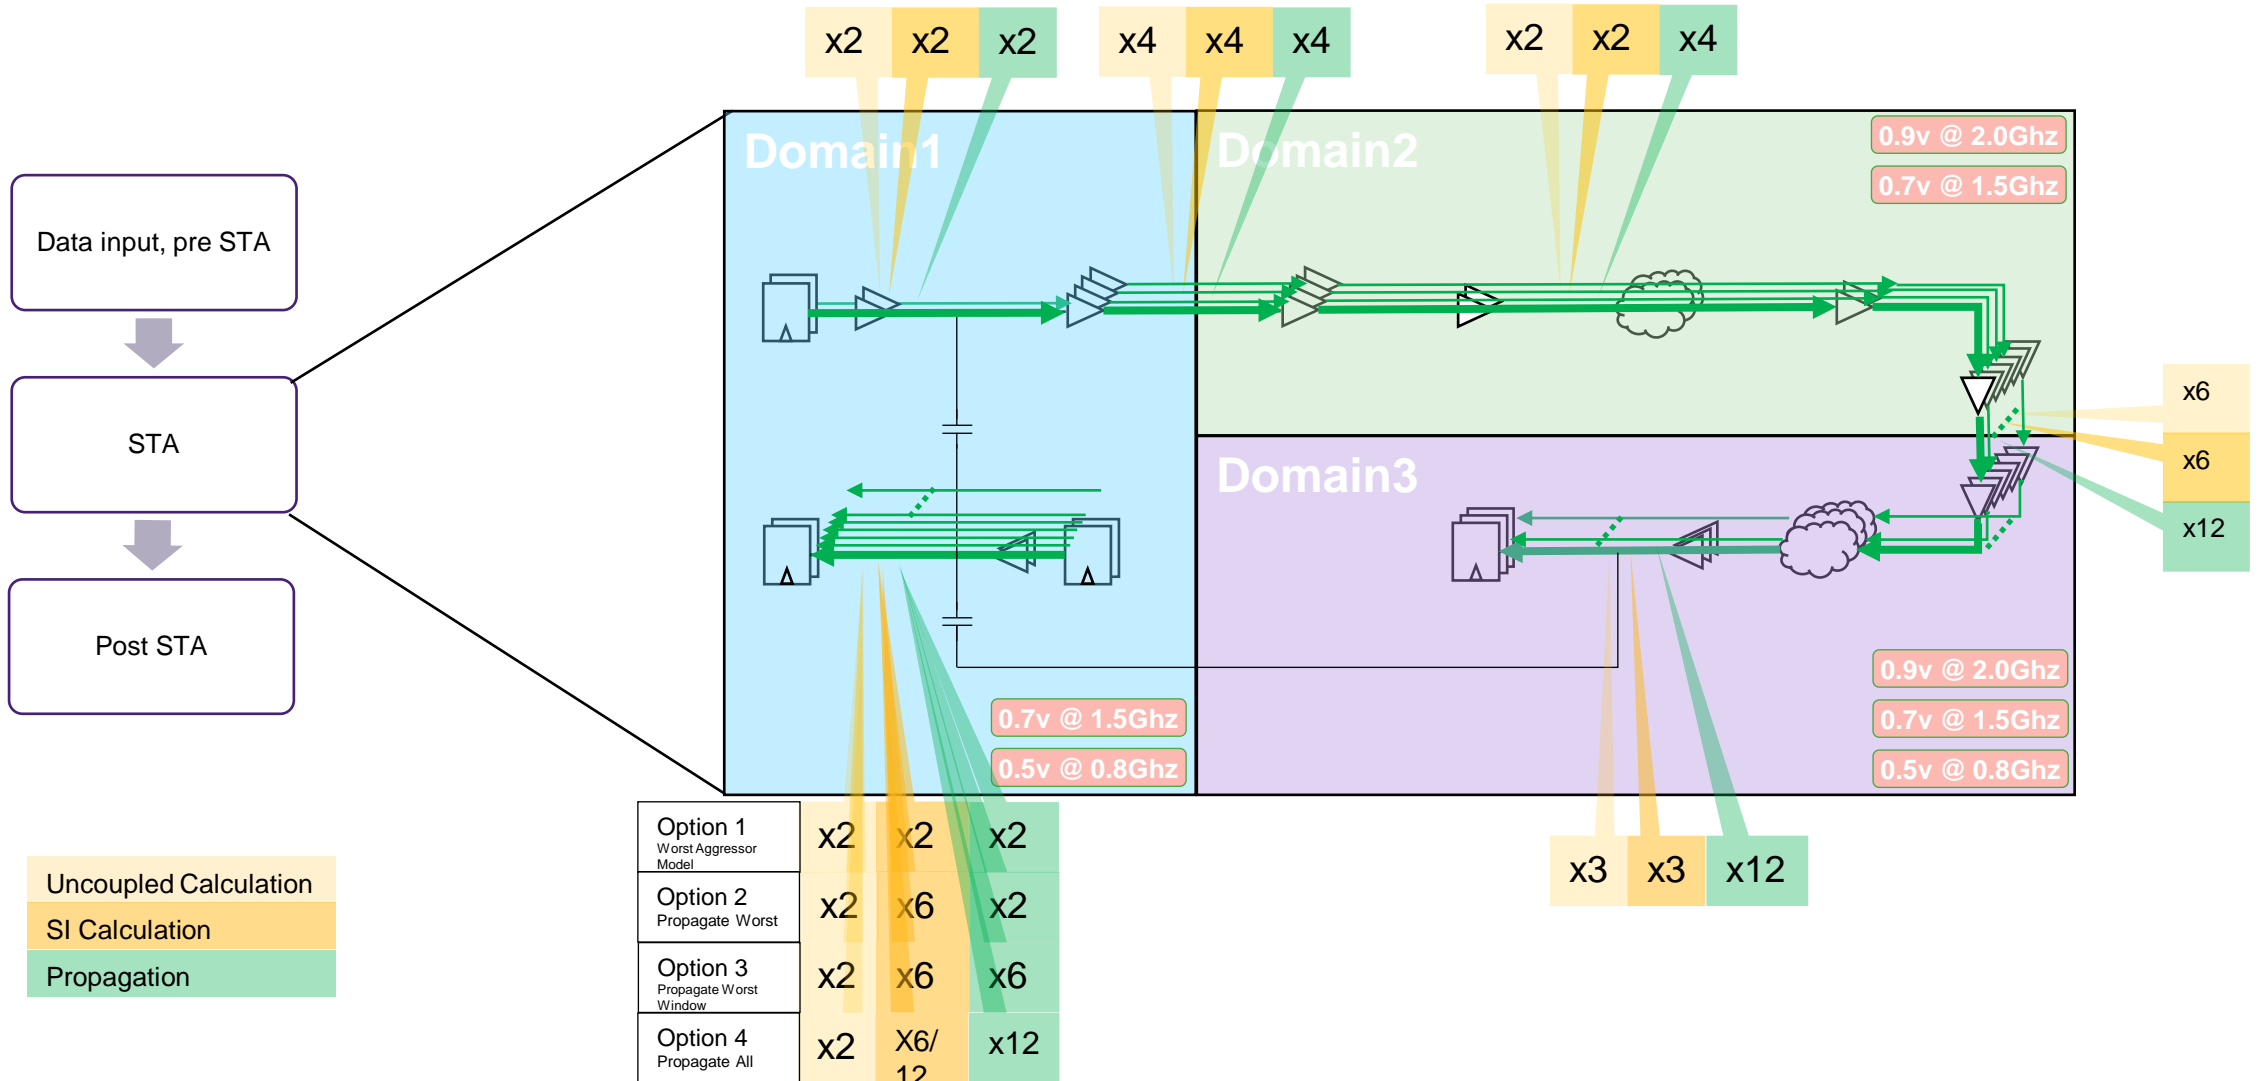 x2 x2 x2
x4 x4 x4
x2 x2 x4
Domain1
Domain2
0.9v @ 2.0Ghz
0.7v @ 1.5Ghz
Data input, pre STA
STA
Post STA
x6
x6
x12
Domain3
0.9v @ 2.0Ghz
0.7v @ 1.5Ghz
0.5v @ 0.8Ghz
0.7v @ 1.5Ghz
0.5v @ 0.8Ghz
Option 1
Worst Aggressor
Model
x2 x2 x2
Option 2
Propagate Worst
x2 x6 x2
Option 3
Propagate Worst
Window
x2 x6 x6
Option 4
Propagate All
x2 X6/
12
x12
x3 x3 x12
Uncoupled Calculation
SI Calculation
Propagation